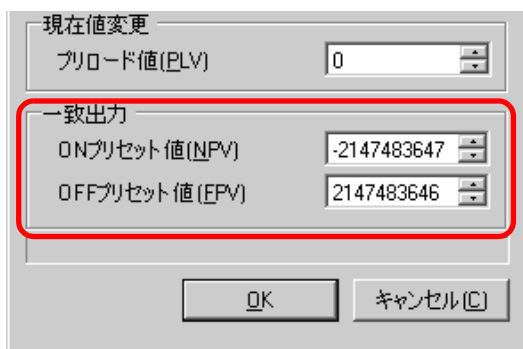 現在値変更
プリロード値(PLV) 0
一致出力
ONプリセット値(NPV) -2147483647
OFFプリセット値(FPV) 2147483646
OK キャンセル(C)